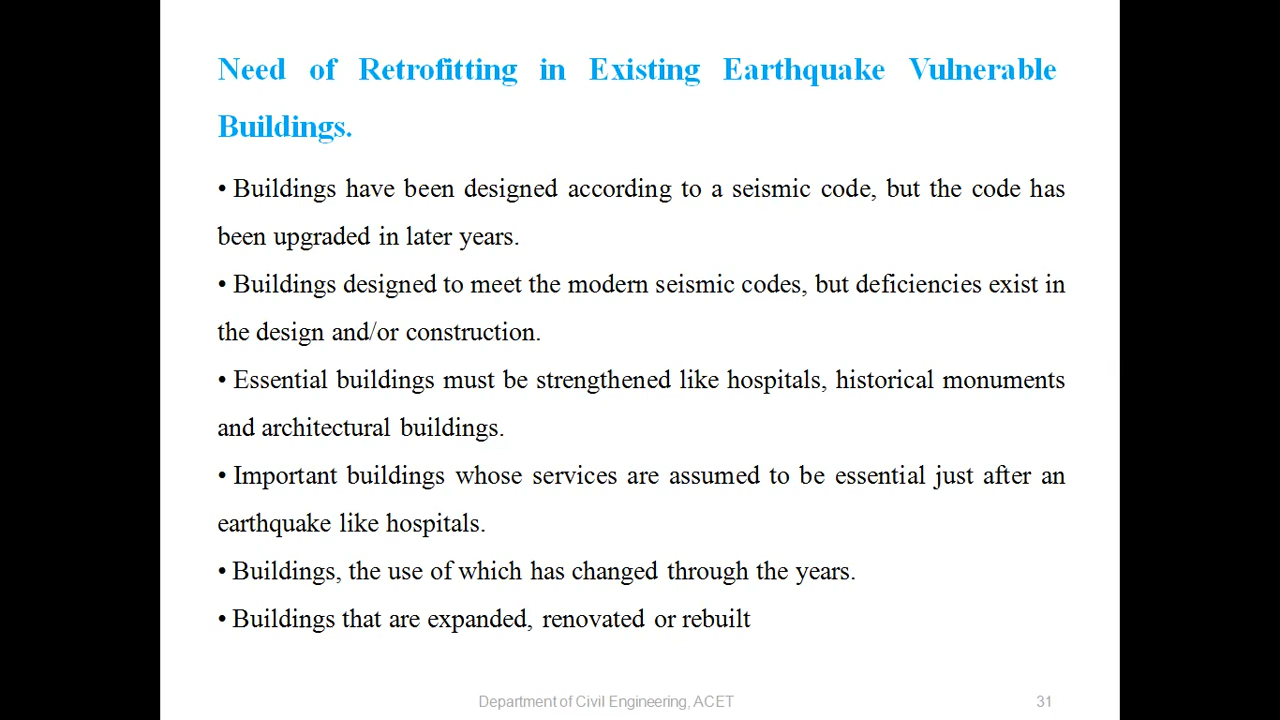 Need of Retrofitting in Existing Earthquake Vulnerable
Buildings.
• Buildings have been designed according to a seismic code, but the code has
been upgraded in later years.
• Buildings designed to meet the modern seismic codes, but deficiencies exist in
the design and/or construction.
• Essential buildings must be strengthened like hospitals, historical monuments
and architectural buildings.
• Important buildings whose services are assumed to be essential just after an
earthquake like hospitals.
• Buildings, the use of which has changed through the years.
• Buildings that are expanded, renovated or rebuilt
Department of Civil Engineering, ACET 31